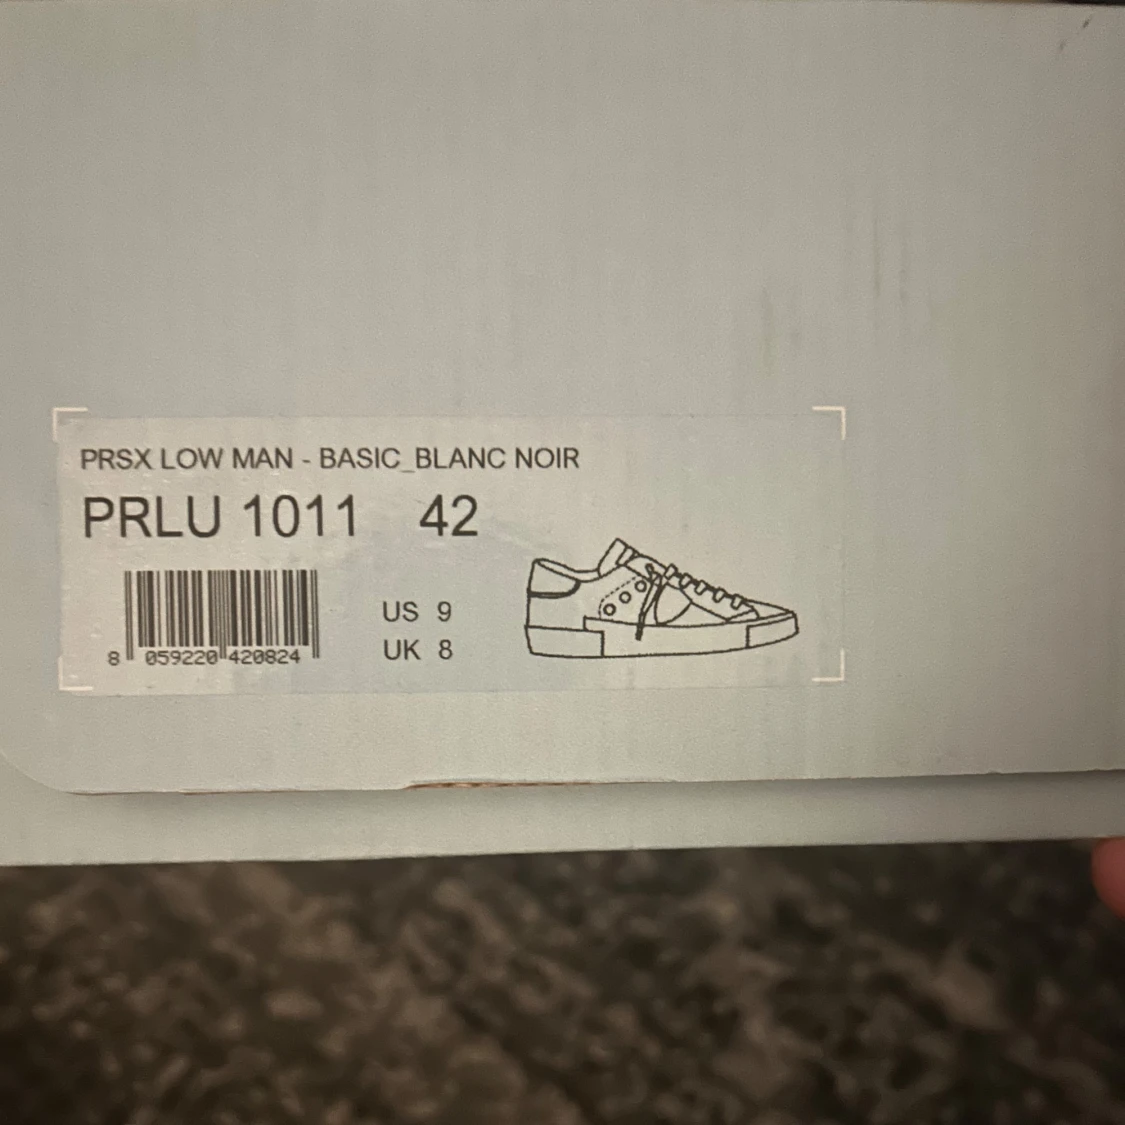 PRSX LOW MAN - BASIC_BLANC NOIR
PRLU 1011 42
US 9
UK 8
8 059220 420824